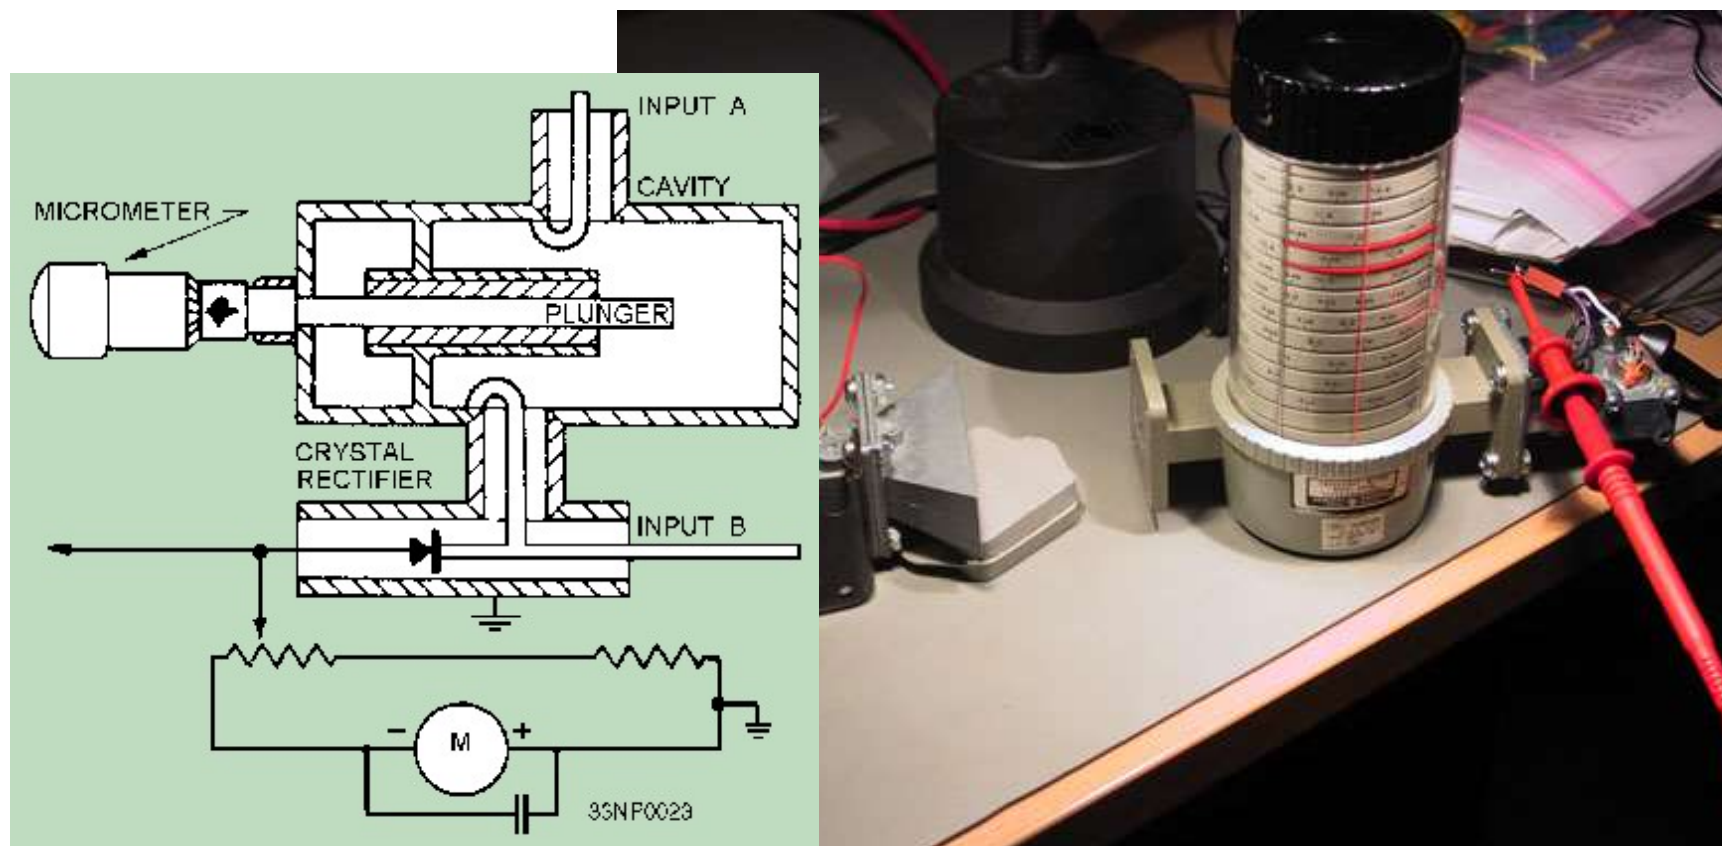 INPUT A
CAVITY
MICROMETER
PLUNGER
CRYSTAL
RECTIFIER
INPUT B
- M +
33NP0023